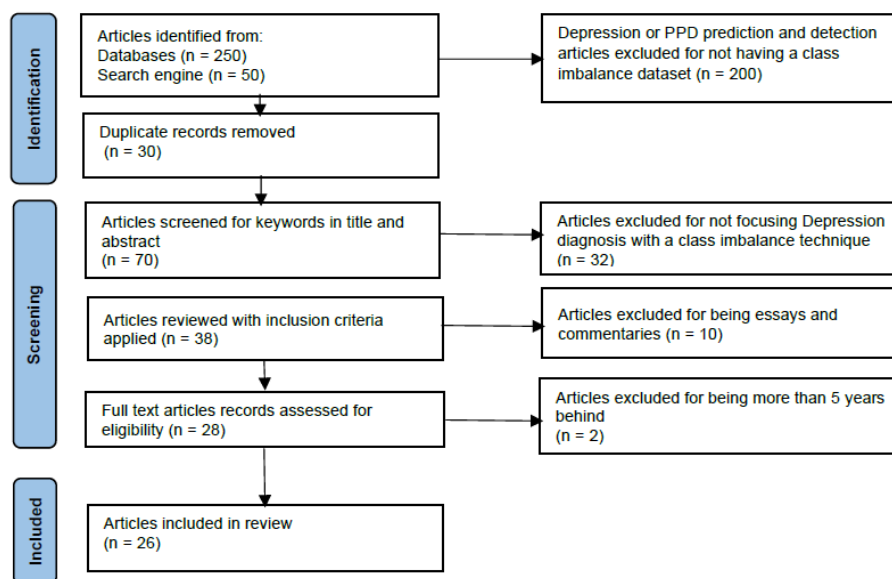 Identification
Articles identified from:
Databases (n = 250)
Search engine (n = 50)
Depression or PPD prediction and detection
articles excluded for not having a class
imbalance dataset (n = 200)
Duplicate records removed
(n = 30)
Screening
Articles screened for keywords in title and
abstract
(n = 70)
Articles excluded for not focusing Depression
diagnosis with a class imbalance technique
(n = 32)
Articles reviewed with inclusion criteria
applied (n = 38)
Articles excluded for being essays and
commentaries (n = 10)
Full text articles records assessed for
eligibility (n = 28)
Articles excluded for being more than 5 years
behind
(n = 2)
Included
Articles included in review
(n = 26)